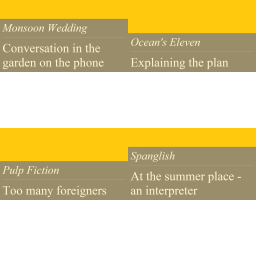 Monsoon Wedding
Conversation in the
garden on the phone
Ocean's Eleven
Explaining the plan
Pulp Fiction
Too many foreigners
Spanglish
At the summer place -
an interpreter